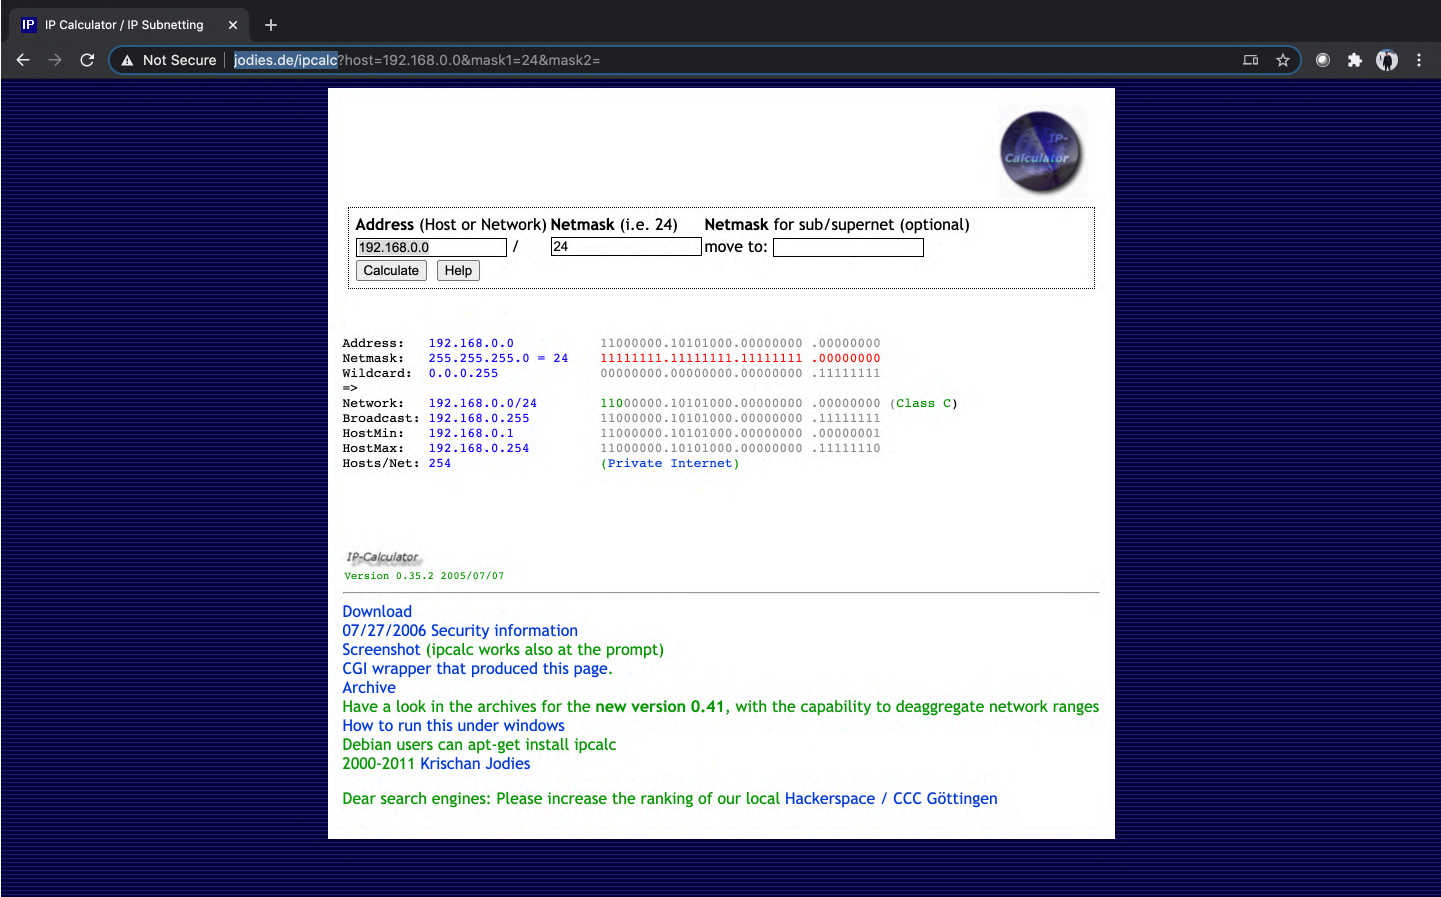 IP IP Calculator / IP Subnetting
Not Secure jodies.de/ipcalc?host=192.168.0.0&mask1=24&mask2=
IP-
Calculator
Address (Host or Network) Netmask (i.e. 24) Netmask for sub/supernet (optional)
192.168.0.0 / 24 move to:
Calculate Help
Address: 192.168.0.0 11000000.10101000.00000000 .00000000
Netmask: 255.255.255.0 = 24 11111111.11111111.11111111 .00000000
Wildcard: 0.0.0.255 00000000.00000000.00000000 .11111111
=>
Network: 192.168.0.0/24 11000000.10101000.00000000 .00000000 (Class C)
Broadcast: 192.168.0.255 11000000.10101000.00000000 .11111111
HostMin: 192.168.0.1 11000000.10101000.00000000 .00000001
HostMax: 192.168.0.254 11000000.10101000.00000000 .11111110
Hosts/Net: 254 (Private Internet)
IP-Calculator
Version 0.35.2 2005/07/07
Download
07/27/2006 Security information
Screenshot (ipcalc works also at the prompt)
CGI wrapper that produced this page.
Archive
Have a look in the archives for the new version 0.41, with the capability to deaggregate network ranges
How to run this under windows
Debian users can apt-get install ipcalc
2000-2011 Krischan Jodies
Dear search engines: Please increase the ranking of our local Hackerspace / CCC Göttingen